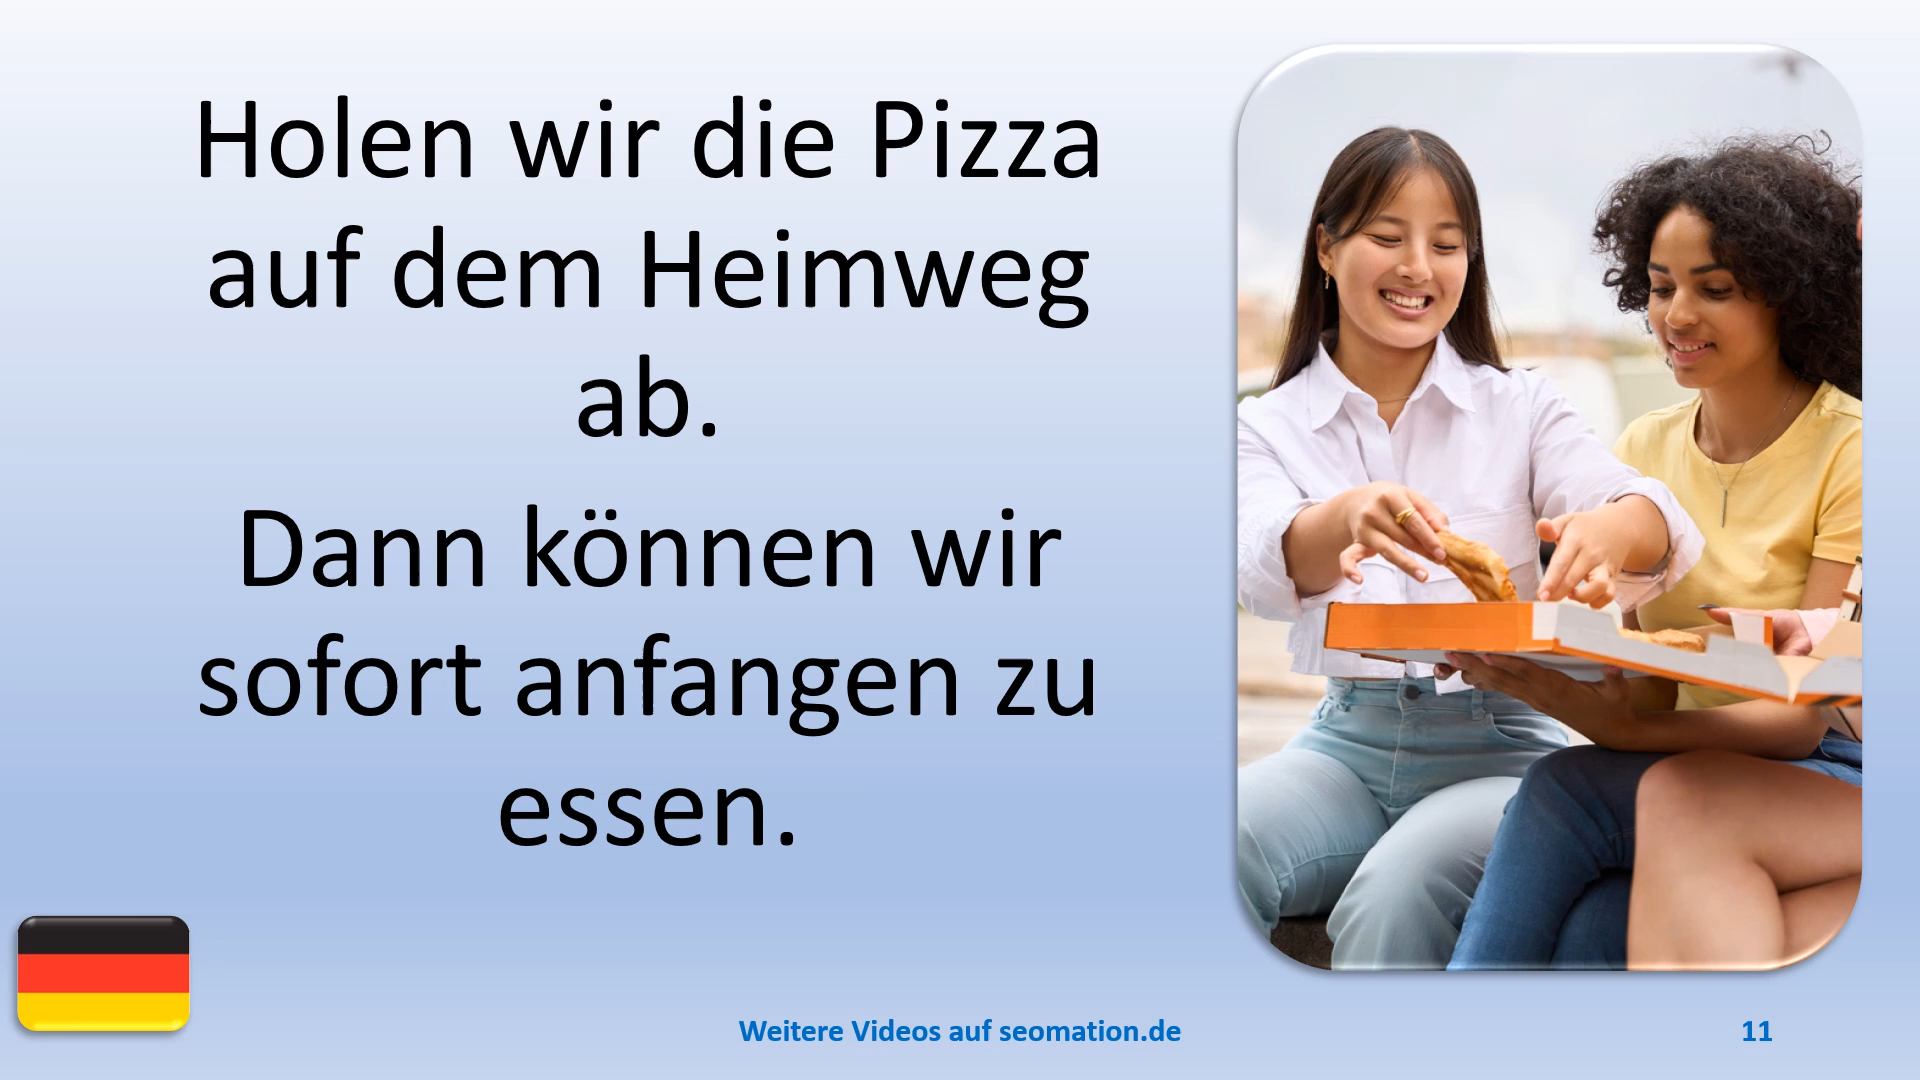 Holen wir die Pizza
auf dem Heimweg
ab.
Dann können wir
sofort anfangen zu
essen.
Weitere Videos auf seomation.de
11